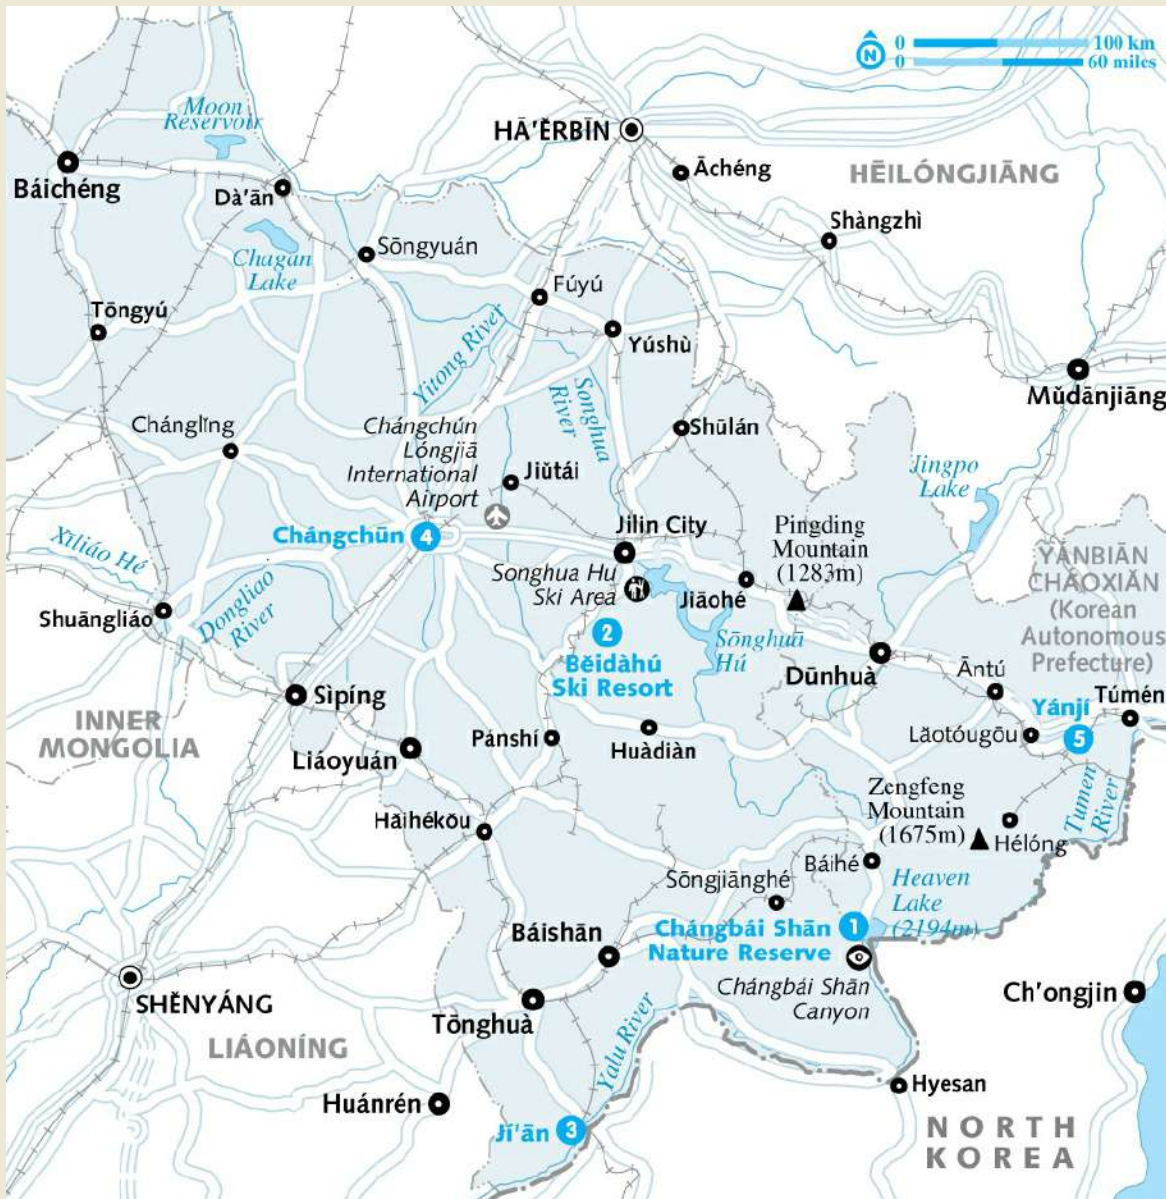 0 100 km
N
0 60 miles
Moon
Reservoir
HĀ'ĚRBĪN
Āchéng
HĒILÓNGJIĀNG
Báichéng
Dà'ān
Shàngzhì
Sōngyuán
Chagan
Lake
Fúyú
Tōngyú
Yúshù
Yitong River
Songhua
River
Mǔdānjiāng
Chánglǐng
Chángchūn
Lóngjiā
International
Airport
Shūlán
Jiǔtái
Jingpo
Lake
Chángchūn 4
Jilin City
Pingding
Mountain
(1283m)
Xīliáo Hé
Songhua Hu
Ski Area
Jiāohé
YÁNBIĀN
CHÁOXIĂN
(Korean
Autonomous
Prefecture)
Shuāngliáo
Dongliao
River
2
Běidàhú
Ski Resort
Sōnghuā
Hú
Dūnhuà
Āntú
Sìpíng
Yánjí
5
Túmén
INNER
MONGOLIA
Pánshí
Huàdiàn
Lǎotóugōu
Liáoyuán
Zengfeng
Mountain
(1675m)
Tumen
River
Hǎihékǒu
Hélóng
Báihé
Sōngjiānghé
Heaven
Lake
(2194m)
Chángbái Shān
Nature Reserve
1
Báishān
Chángbái Shān
Canyon
SHĚNYÁNG
Ch'ongjin
Tōnghuà
LIÁONÍNG
Yalu River
Hyesan
Huánrén
Jí'ān 3
NORTH
KOREA